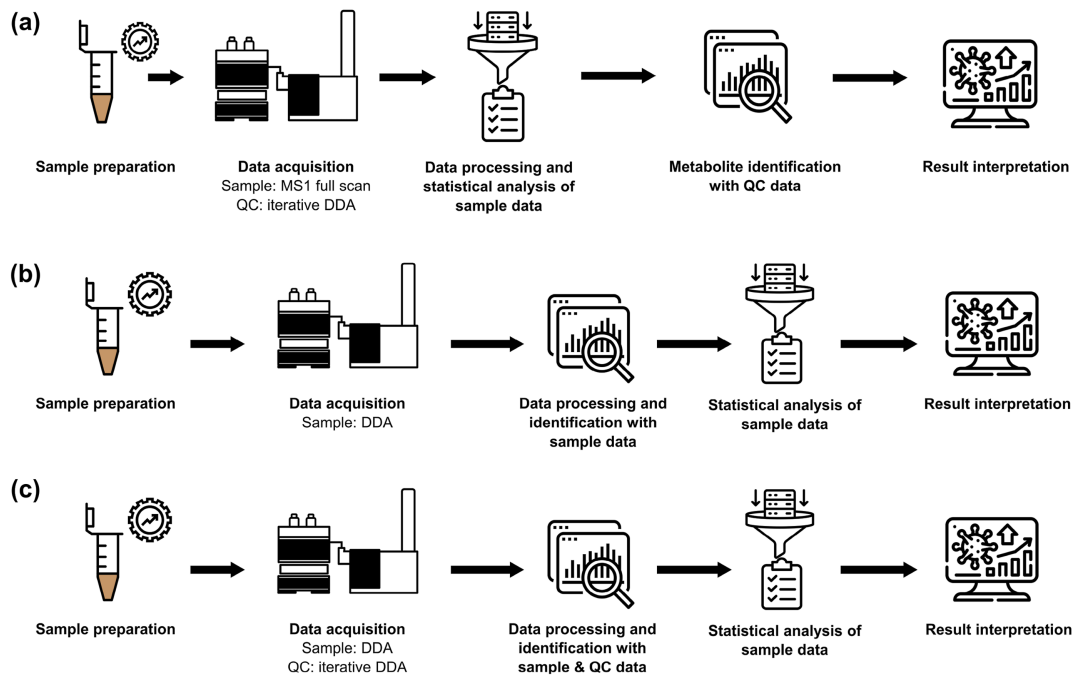 (a)
Sample preparation
Data acquisition
Sample: MS1 full scan
QC: iterative DDA
Data processing and
statistical analysis of
sample data
Metabolite identification
with QC data
Result interpretation
(b)
Sample preparation
Data acquisition
Sample: DDA
Data processing and
identification with
sample data
Statistical analysis of
sample data
Result interpretation
(c)
Sample preparation
Data acquisition
Sample: DDA
QC: iterative DDA
Data processing and
identification with
sample & QC data
Statistical analysis of
sample data
Result interpretation